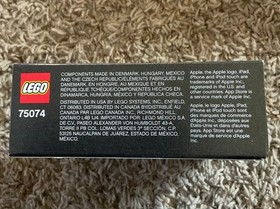 LEGO
75074
COMPONENTS MADE IN DENMARK, HUNGARY, MEXICO
AND THE CZECH REPUBLIC/ÉLÉMENTS FABRIQUÉS AU
DANEMARK, EN HONGRIE, AU MEXIQUE ET EN RÉPUBLIQUE
DINAMARCA, HUNGRÍA, MÉXICO Y REPÚBLICA CHECA.
DISTRIBUTED IN USA BY LEGO SYSTEMS, INC., ENFIELD,
CT 06083. DISTRIBUTED IN CANADA BY/DISTRIBUÉ AU
CANADA PAR LEGO CANADA INC., RICHMOND HILL,
ONTARIO L4B
IMPORTADO POR LEGO MÉXICO S.A.
DE C.V., PASEO ALEXANDER VON HUMBOLDT 43-A,
TORRE II PB COL. LOMAS VERDES 3ª SECCIÓN, C.P.
53125 NAUCALPAN DE JUÁREZ, ESTADO DE MÉXICO,
MÉXICO.
Apple, the Apple logo, iPad,
iPhone and iPod touch are
trademarks of Apple Inc.,
registered in the U.S. and
other countries. App Store is
a service mark of Apple Inc.
Apple, le logo Apple, iPad,
iPhone et iPod touch sont
des marques de commerce
d'Apple Inc., déposées aux
États-Unis et dans d'autres
pays. App Store est une
marque de service d'Apple
Inc.